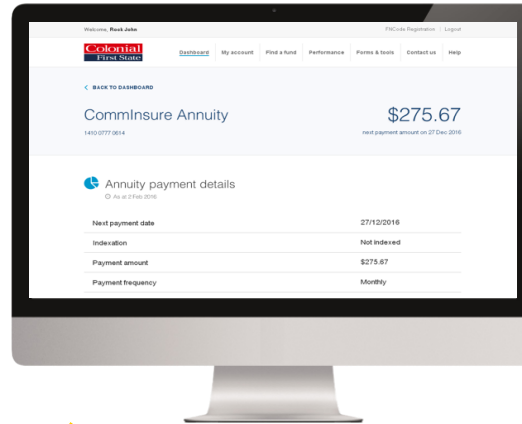 Welcome, Rosk John
FNCode Registration | Logout
Colonial
First State
Dashboard My account Find a fund Performance Forms & tools Contact us Help
BACK TO DASHBOARD
CommInsure Annuity
$275.67
1410 0777 0614
next payment amount on 27 Dec 2016
Annuity payment details
As at 2 Feb 2016
Next payment date 27/12/2016
Indexation Not indexed
Payment amount $275.67
Payment frequency Monthly